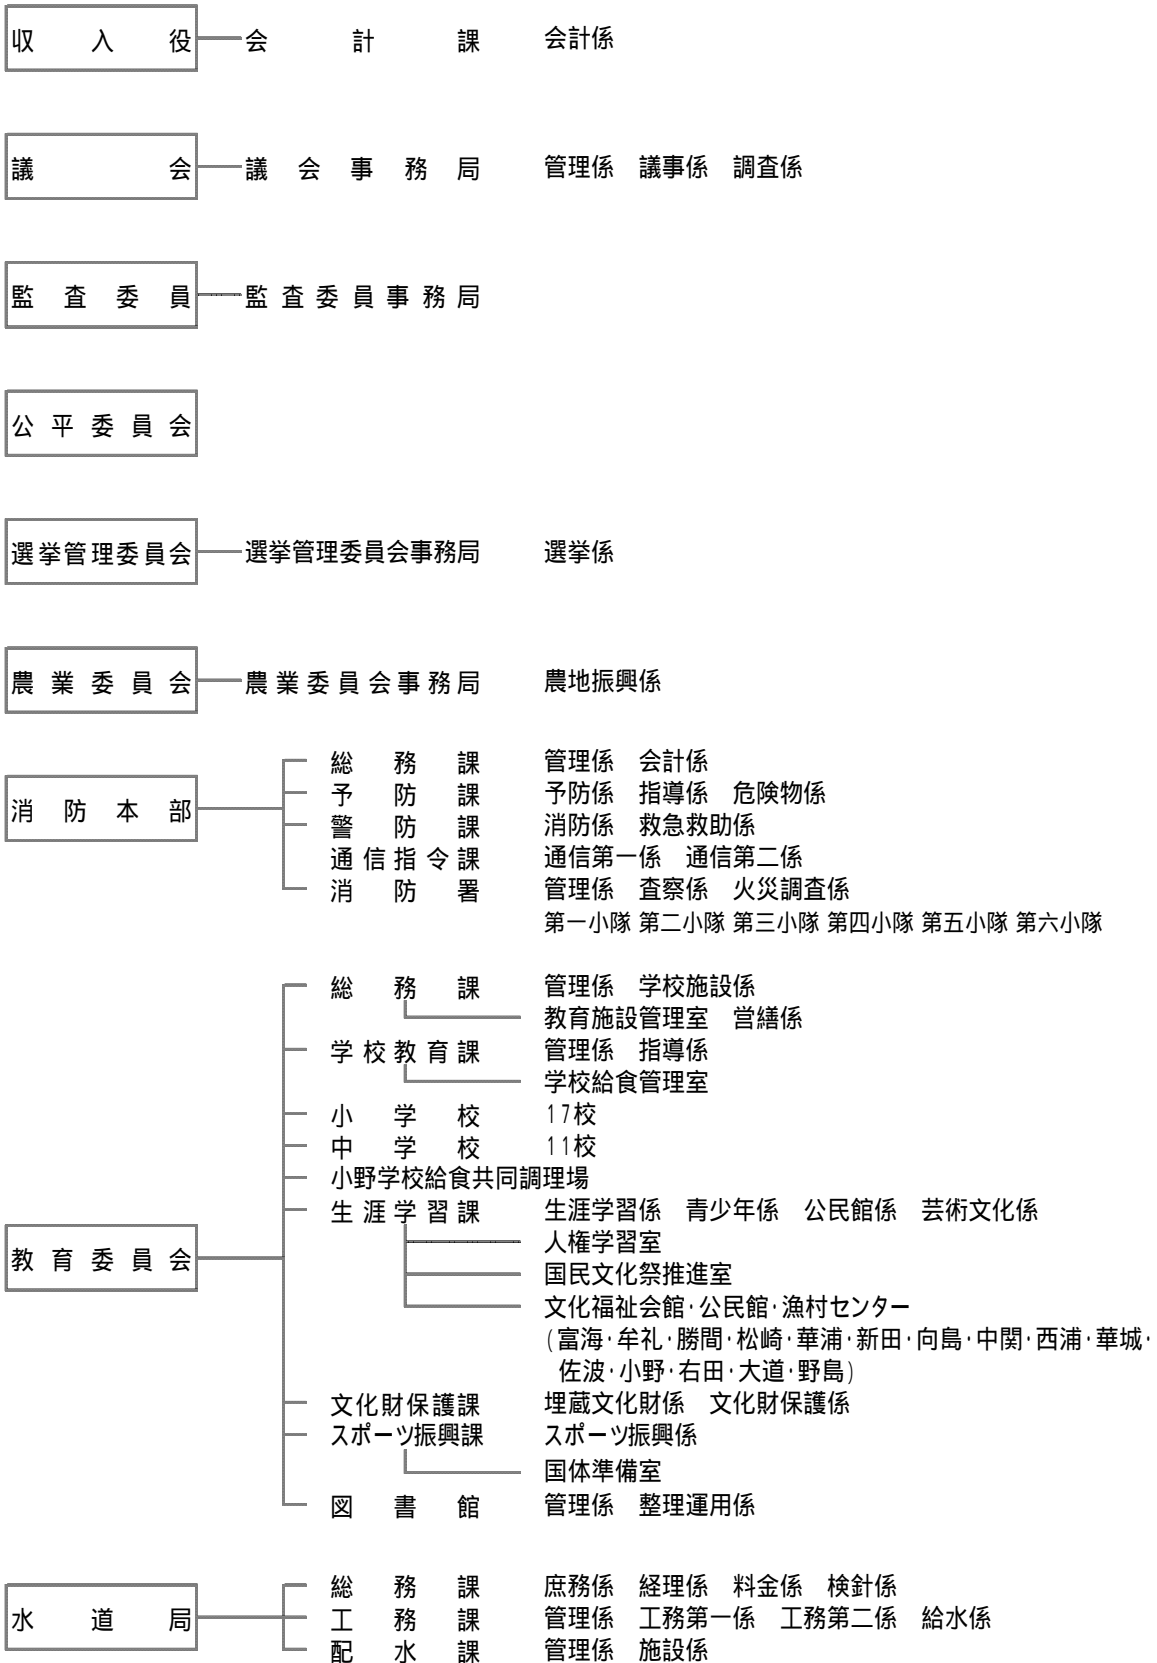 収入役 会計課 会計係
議会 議会事務局 管理係 議事係 調査係
監査委員 監査委員事務局
公平委員会
選挙管理委員会 選挙管理委員会事務局 選挙係
農業委員会 農業委員会事務局 農地振興係
消防本部
総務課 管理係 会計係
予防課 予防係 指導係 危険物係
警防課 消防係 救急救助係
通信指令課 通信第一係 通信第二係
消防署 管理係 査察係 火災調査係
第一小隊 第二小隊 第三小隊 第四小隊 第五小隊 第六小隊
教育委員会
総務課 管理係 学校施設係
教育施設管理室 営繕係
学校教育課 管理係 指導係
学校給食管理室
小学校 17校
中学校 11校
小野学校給食共同調理場
生涯学習課 生涯学習係 青少年係 公民館係 芸術文化係
人権学習室
国民文化祭推進室
文化福祉会館・公民館・漁村センター
(富海・牟礼・勝間・松崎・華浦・新田・向島・中関・西浦・華城・
佐波・小野・右田・大道・野島)
文化財保護課 埋蔵文化財係 文化財保護係
スポーツ振興課 スポーツ振興係
国体準備室
図書館 管理係 整理運用係
水道局
総務課 庶務係 経理係 料金係 検針係
工務課 管理係 工務第一係 工務第二係 給水係
配水課 管理係 施設係